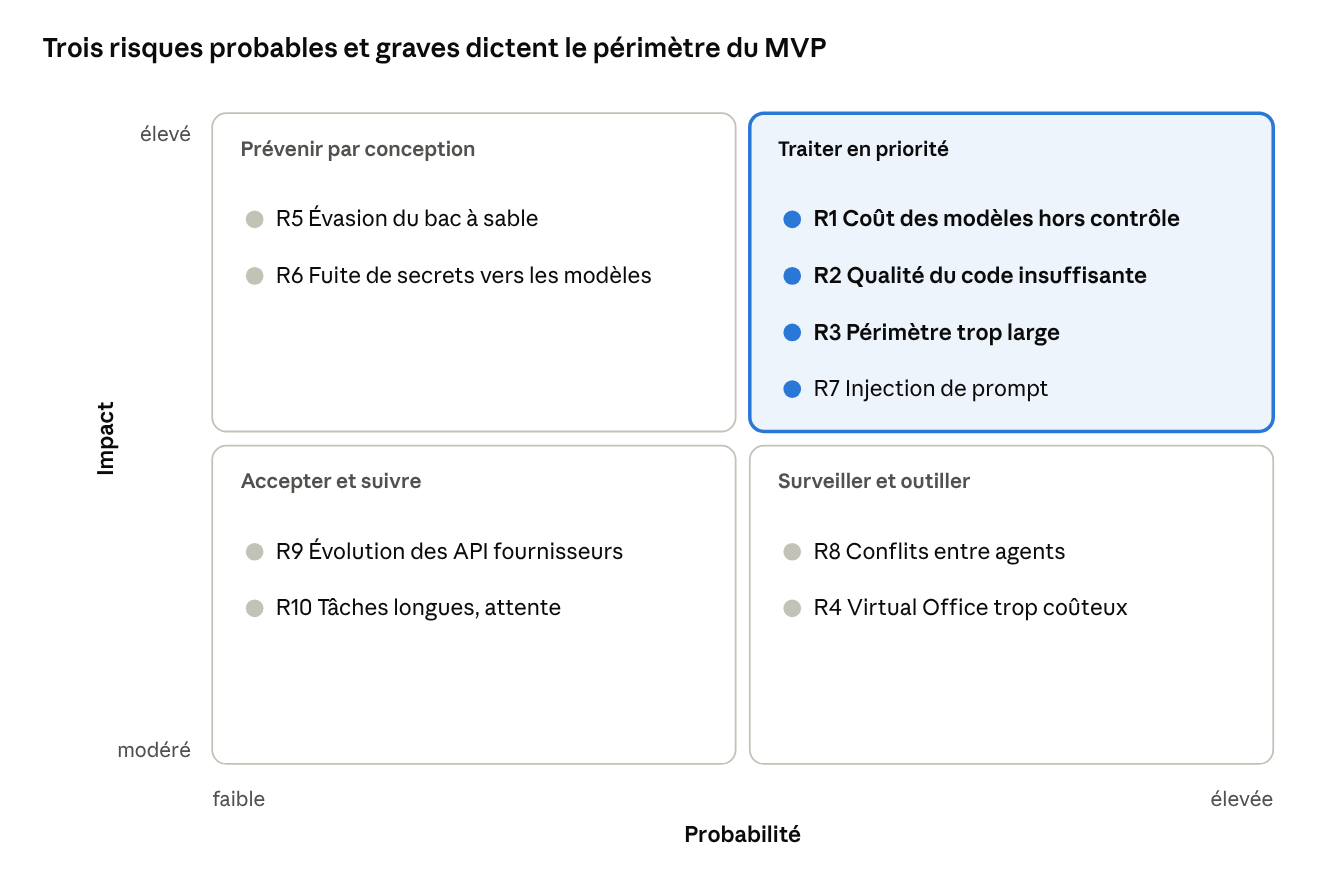 Trois risques probables et graves dictent le périmètre du MVP
élevé
Prévenir par conception
R5 Évasion du bac à sable
R6 Fuite de secrets vers les modèles
Traiter en priorité
R1 Coût des modèles hors contrôle
R2 Qualité du code insuffisante
R3 Périmètre trop large
R7 Injection de prompt
Impact
Accepter et suivre
R9 Évolution des API fournisseurs
R10 Tâches longues, attente
Surveiller et outiller
R8 Conflits entre agents
R4 Virtual Office trop coûteux
modéré
faible
élevée
Probabilité